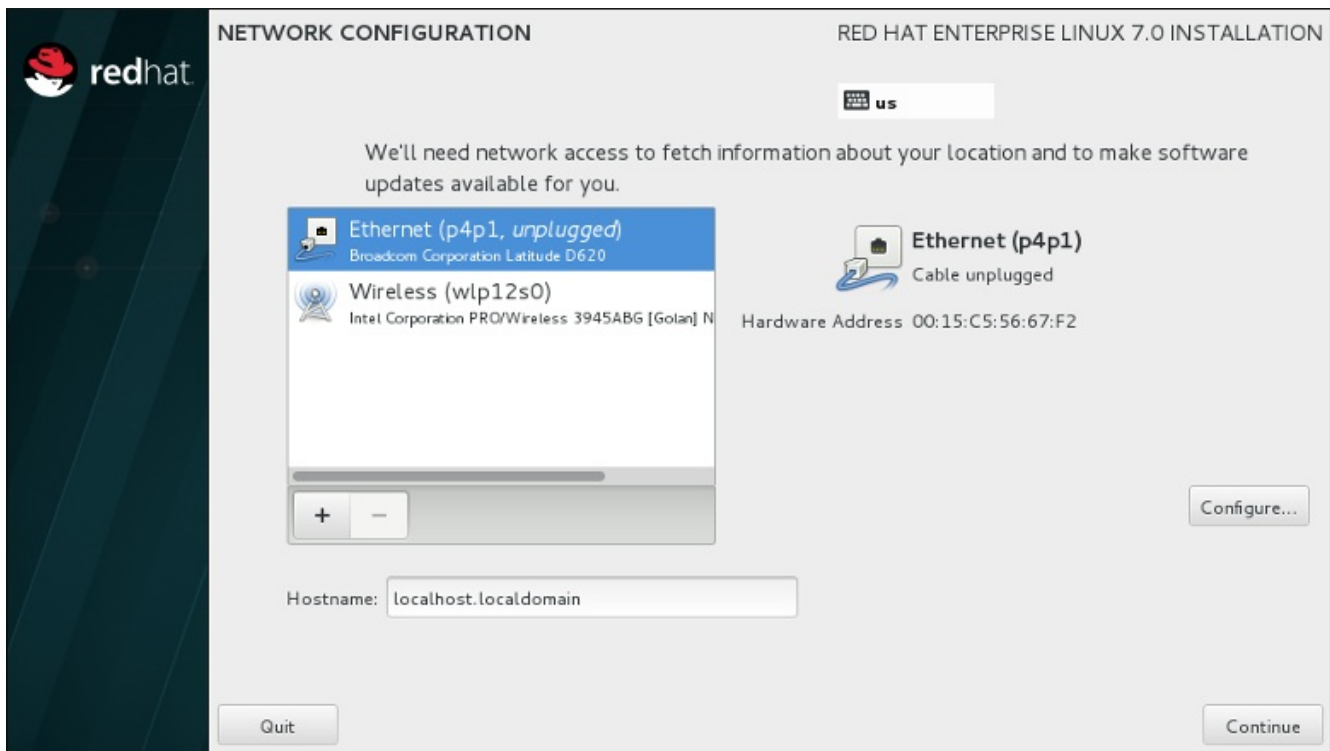 redhat
NETWORK CONFIGURATION
RED HAT ENTERPRISE LINUX 7.0 INSTALLATION
us
We'll need network access to fetch information about your location and to make software
updates available for you.
Ethernet (p4p1, unplugged)
Broadcom Corporation Latitude D620
Wireless (wlp12s0)
Intel Corporation PRO/Wireless 3945ABG [Golan] N
Ethernet (p4p1)
Cable unplugged
Hardware Address 00:15:C5:56:67:F2
+ −
Configure...
Hostname: localhost.localdomain
Quit
Continue